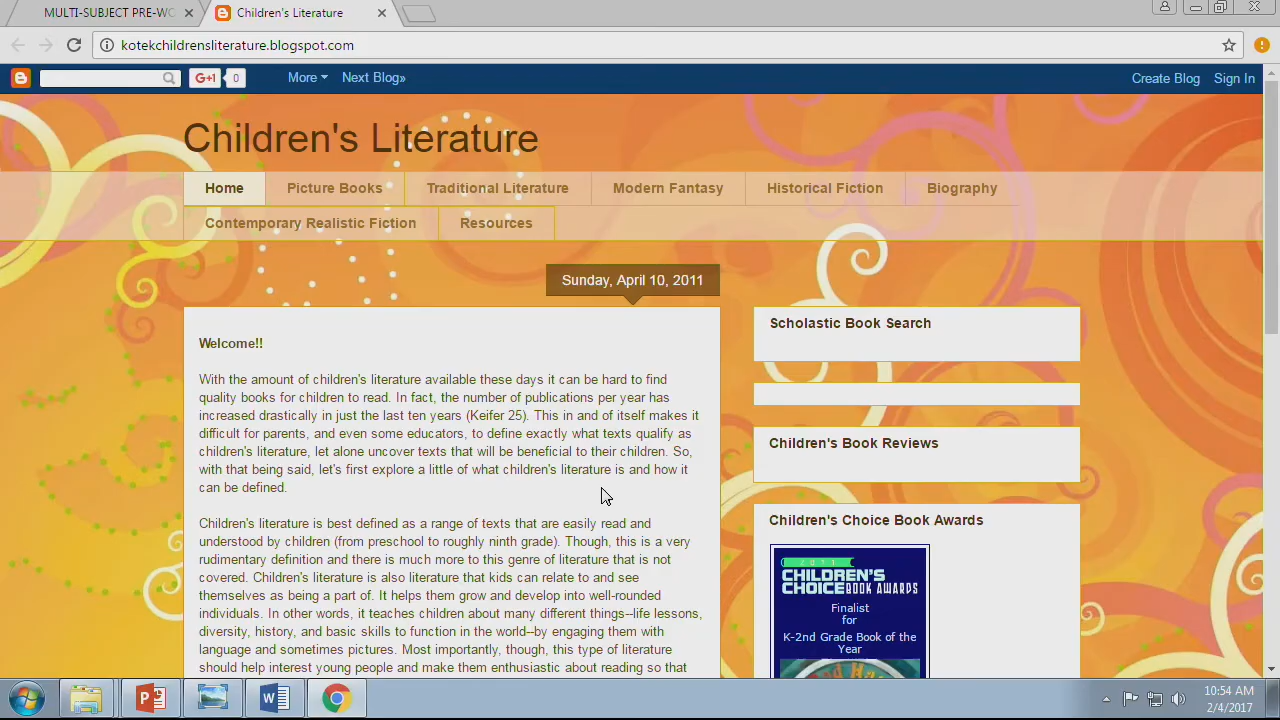 MULTI-SUBJECT PRE-WO
Children's Literature
kotekchildrensliterature.blogspot.com
G+1 0 More Next Blog» Create Blog Sign In
Children's Literature
Home Picture Books Traditional Literature Modern Fantasy Historical Fiction Biography
Contemporary Realistic Fiction Resources
Sunday, April 10, 2011
Welcome!!
With the amount of children's literature available these days it can be hard to find
quality books for children to read. In fact, the number of publications per year has
increased drastically in just the last ten years (Keifer 25). This in and of itself makes it
difficult for parents, and even some educators, to define exactly what texts qualify as
children's literature, let alone uncover texts that will be beneficial to their children. So,
with that being said, let's first explore a little of what children's literature is and how it
can be defined.
Children's literature is best defined as a range of texts that are easily read and
understood by children (from preschool to roughly ninth grade). Though, this is a very
rudimentary definition and there is much more to this genre of literature that is not
covered. Children's literature is also literature that kids can relate to and see
themselves as being a part of. It helps them grow and develop into well-rounded
individuals. In other words, it teaches children about many different things--life lessons,
diversity, history, and basic skills to function in the world--by engaging them with
language and sometimes pictures. Most importantly, though, this type of literature
should help interest young people and make them enthusiastic about reading so that
Scholastic Book Search
Children's Book Reviews
Children's Choice Book Awards
2011
CHILDREN'S
CHOICE BOOK AWARDS
Finalist
for
K-2nd Grade Book of the
Year
10:54 AM
2/4/2017